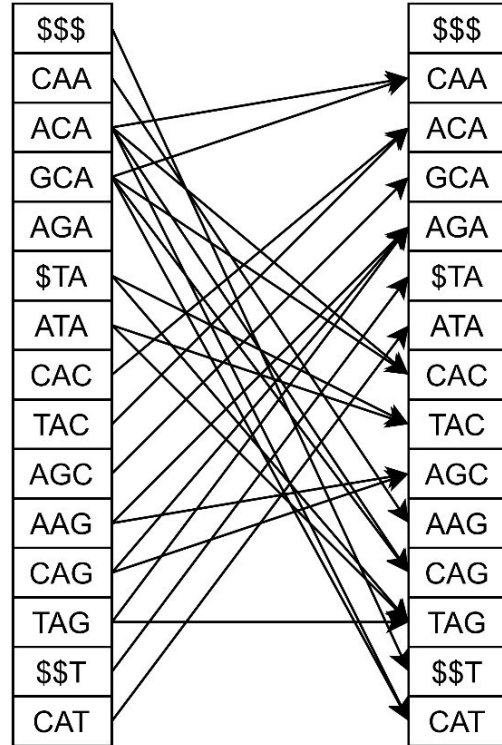 $$$ $$$
CAA CAA
ACA ACA
GCA GCA
AGA AGA
$TA $TA
ATA ATA
CAC CAC
TAC TAC
AGC AGC
AAG AAG
CAG CAG
TAG TAG
$$T $$T
CAT CAT